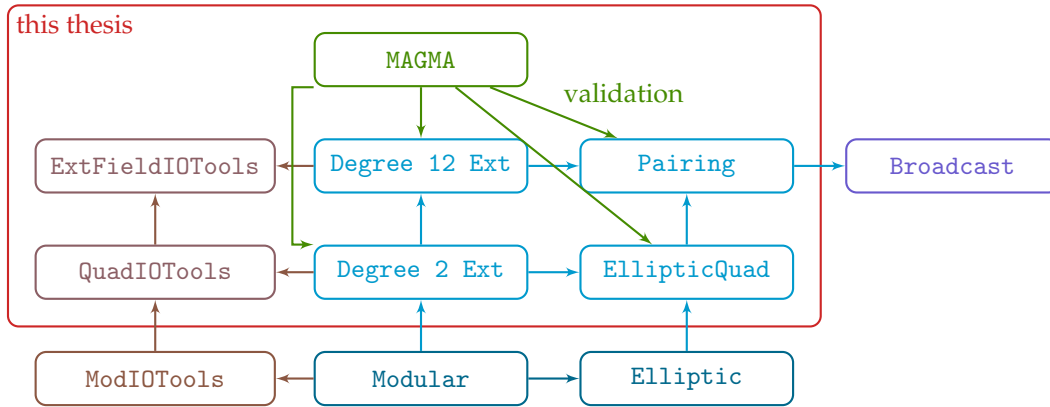 this thesis
MAGMA
validation
ExtFieldIOTools
Degree 12 Ext
Pairing
Broadcast
QuadIOTools
Degree 2 Ext
EllipticQuad
ModIOTools
Modular
Elliptic